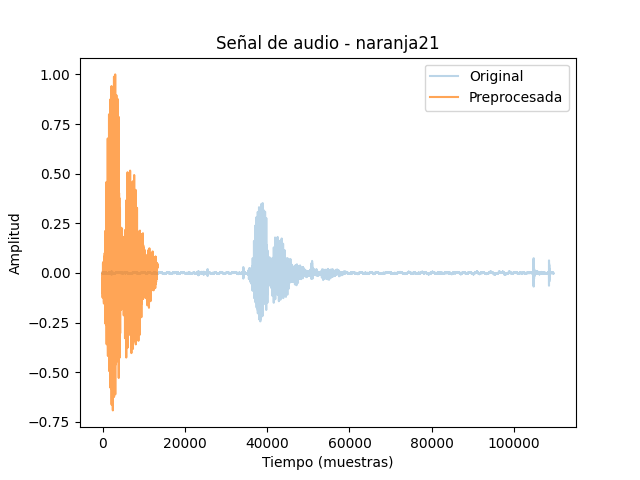 Señal de audio - naranja21
Original
Preprocesada
1.00
0.75
0.50
0.25
0.00
−0.25
−0.50
−0.75
Amplitud
0
20000
40000
60000
80000
100000
Tiempo (muestras)